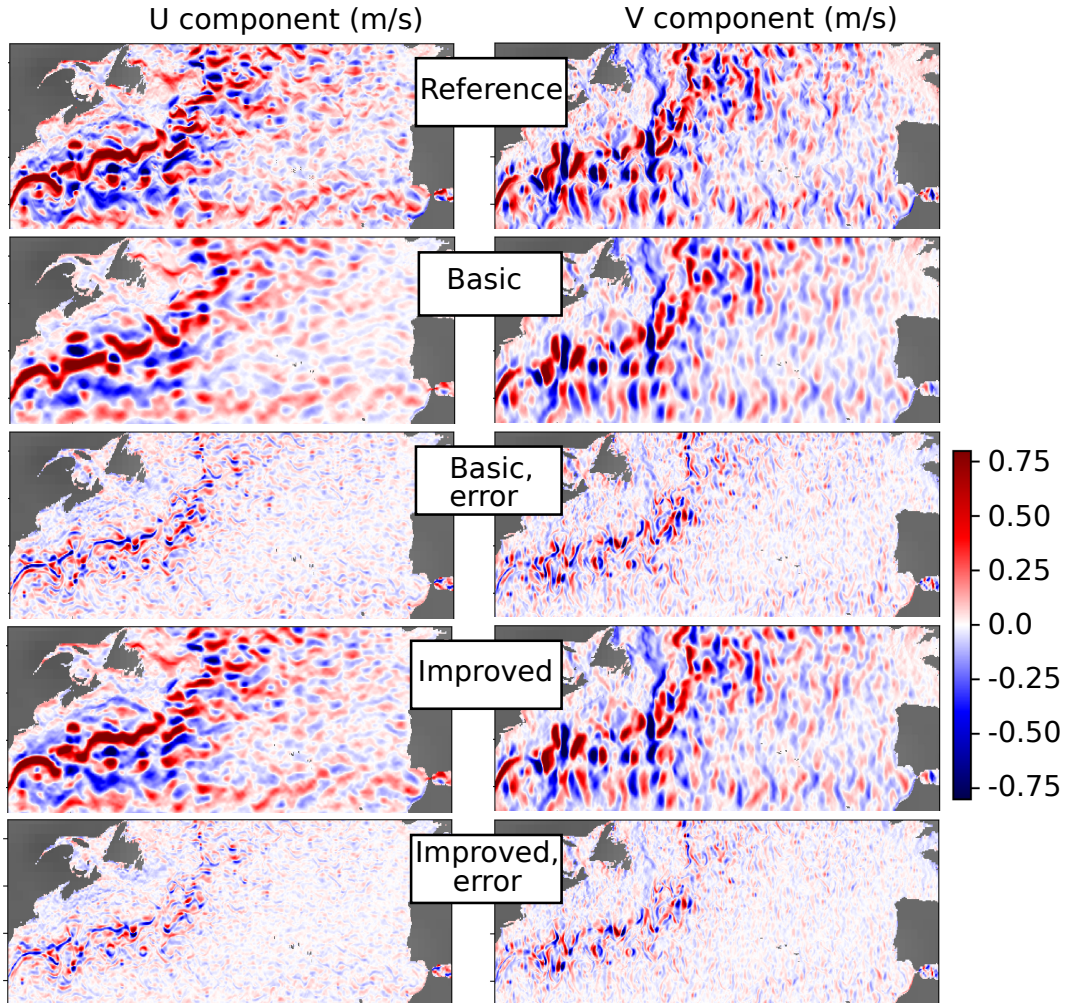 U component (m/s)
V component (m/s)
Reference
Basic
Basic,
error
Improved
Improved,
error
0.75
0.50
0.25
0.0
-0.25
-0.50
-0.75